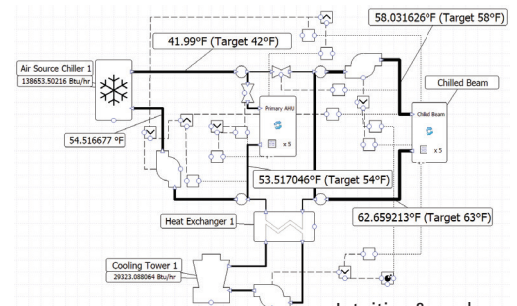 58.031626°F (Target 58°F)
41.99°F (Target 42°F)
Air Source Chiller 1
138653.50216 Btu/hr
Chilled Beam
Primary AHU
Chilld Beam
x 5
x 5
54.516677 °F
53.517046°F (Target 54°F)
Heat Exchanger 1
62.659213°F (Target 63°F)
Cooling Tower 1
29323.088064 Btu/hr